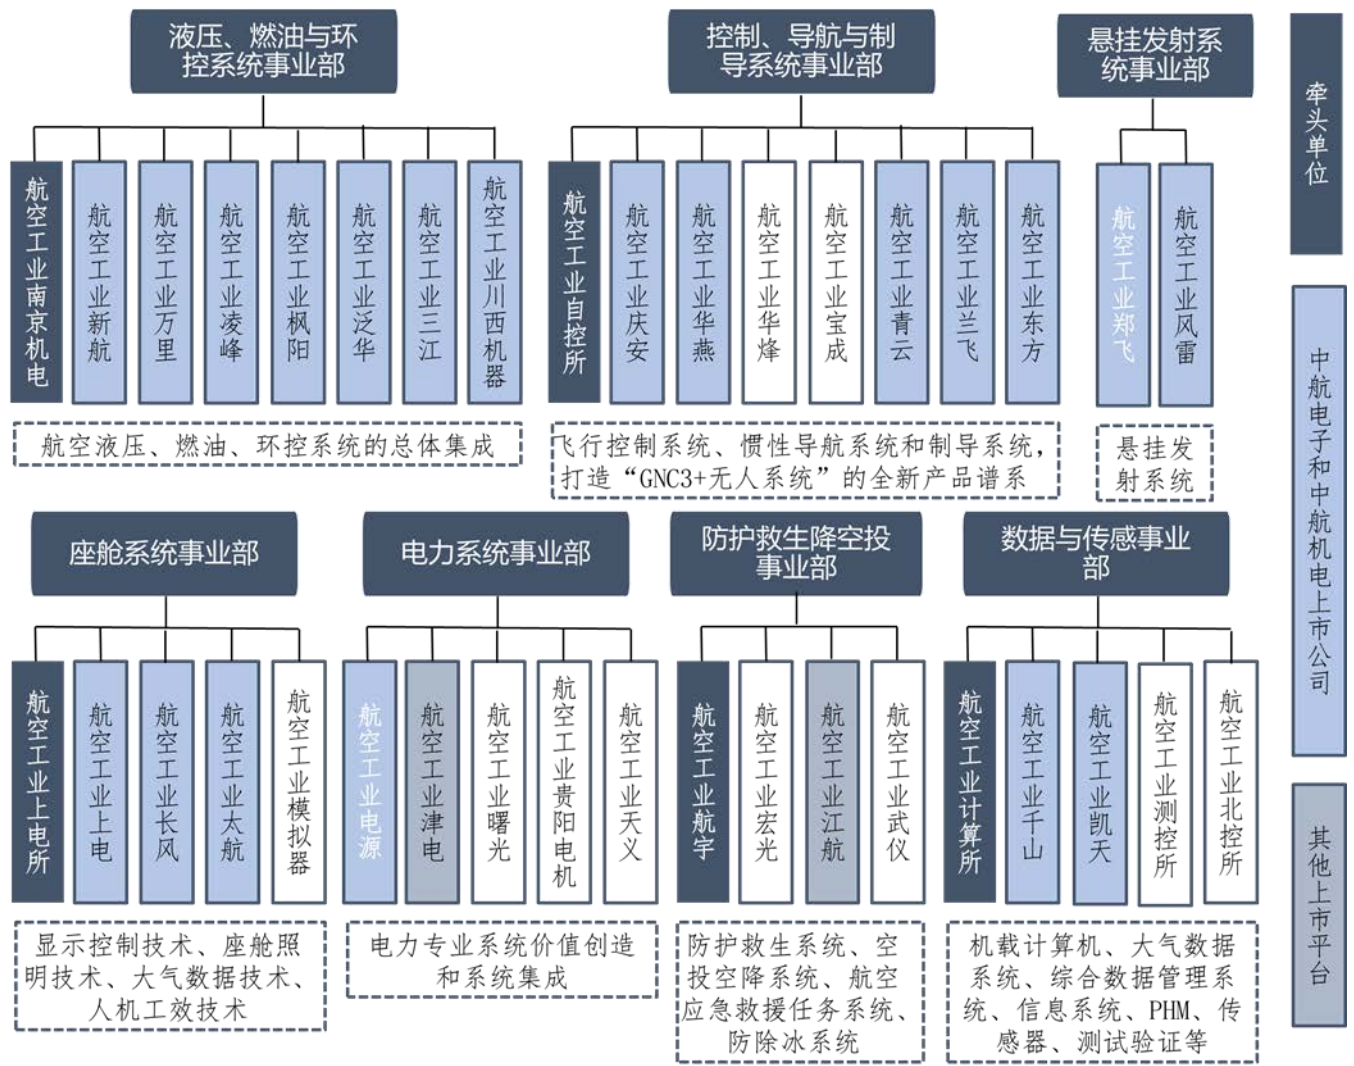 液压、燃油与环
控系统事业部
控制、导航与制
导系统事业部
悬挂发射系
统事业部
牵头单位
航空工业南京机电
航空工业新航
航空工业万里
航空工业凌峰
航空工业枫阳
航空工业泛华
航空工业三江
航空工业川西机器
航空工业自控所
航空工业庆安
航空工业华燕
航空工业华烽
航空工业宝成
航空工业青云
航空工业兰飞
航空工业东方
航空工业郑飞
航空工业风雷
中航电子和中航机电上市公司
航空液压、燃油、环控系统的总体集成
飞行控制系统、惯性导航系统和制导系统，
打造“GNC3+无人系统”的全新产品谱系
悬挂发
射系统
座舱系统事业部
电力系统事业部
防护救生降空投
事业部
数据与传感事业
部
航空工业上电所
航空工业上电
航空工业长风
航空工业太航
航空工业模拟器
航空工业电源
航空工业津电
航空工业曙光
航空工业贵阳电机
航空工业天义
航空工业航宇
航空工业宏光
航空工业江航
航空工业武仪
航空工业计算所
航空工业千山
航空工业凯天
航空工业测控所
航空工业北控所
其他上市平台
显示控制技术、座舱照
明技术、大气数据技术、
人机工效技术
电力专业系统价值创造
和系统集成
防护救生系统、空
投空降系统、航空
应急救援任务系统、
防除冰系统
机载计算机、大气数据
系统、综合数据管理系
统、信息系统、PHM、传
感器、测试验证等